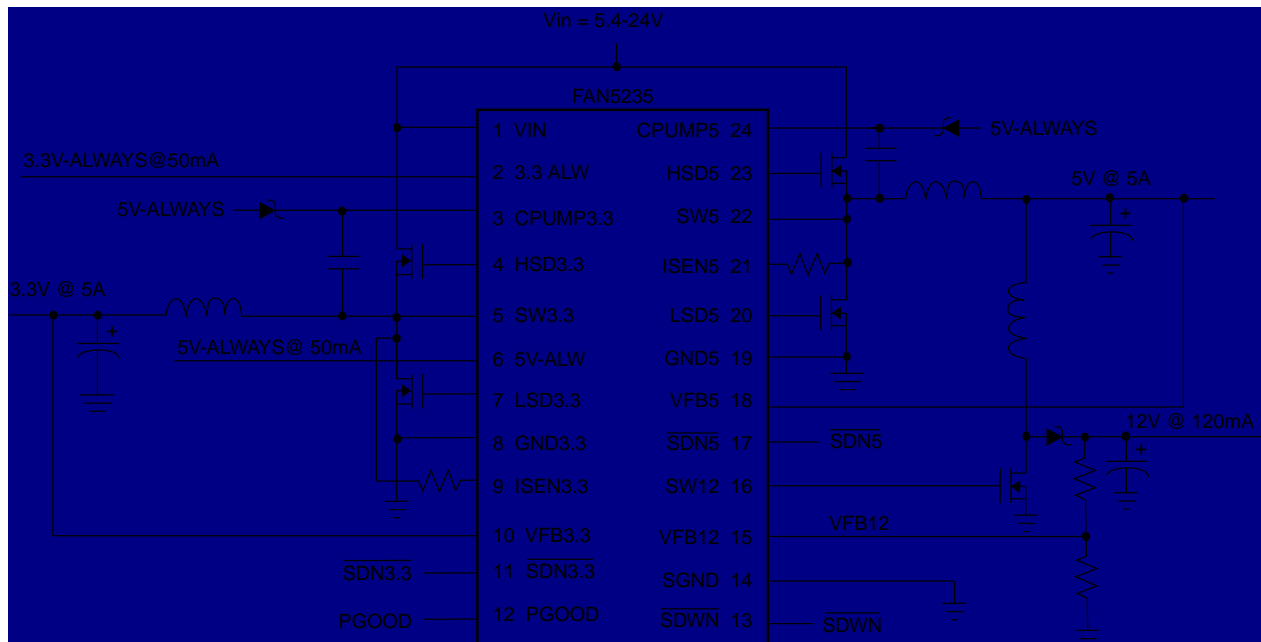 Vin = 5.4-24V
FAN5235
1 VIN
CPUMP5 24
5V-ALWAYS
3.3V-ALWAYS@50mA
2 3.3 ALW
HSD5 23
5V @ 5A
5V-ALWAYS
3 CPUMP3.3
SW5 22
+
4 HSD3.3
ISEN5 21
3.3V @ 5A
5 SW3.3
LSD5 20
+
5V-ALWAYS@ 50mA
6 5V-ALW
GND5 19
7 LSD3.3
VFB5 18
12V @ 120mA
8 GND3.3
SDN5 17
SDN5
+
9 ISEN3.3
SW12 16
10 VFB3.3
VFB12 15
VFB12
SDN3.3
11 SDN3.3
SGND 14
PGOOD
12 PGOOD
SDWN 13
SDWN